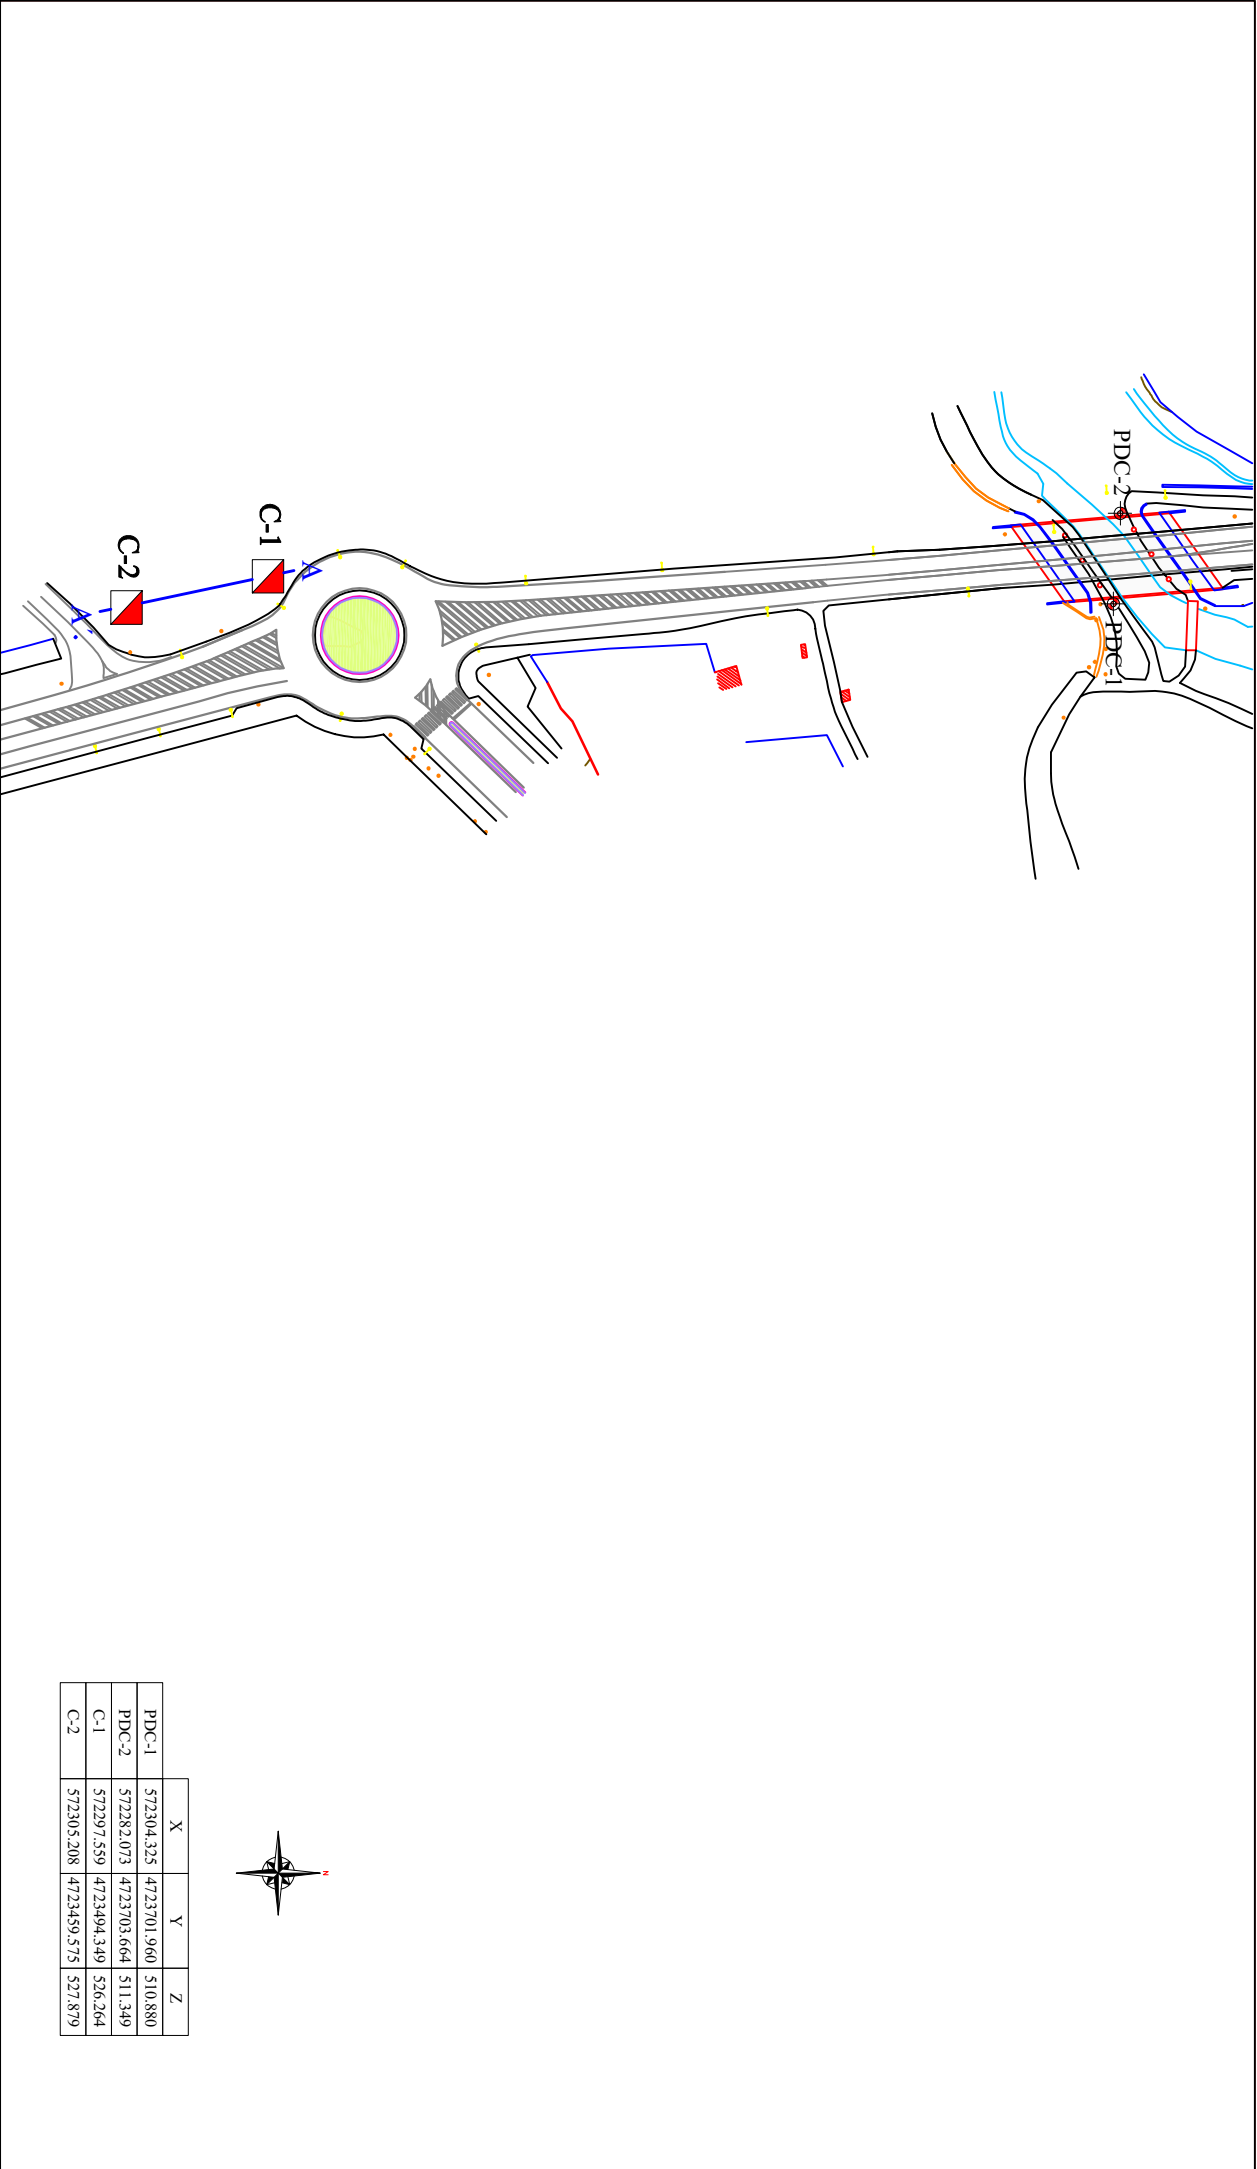 PDC-2
PDC-1
C-1
C-2
A
A'
N
X Y Z
PDC-1 572304.325 4723701.960 510.880
PDC-2 572282.073 4723703.664 511.349
C-1 572297.559 4723494.349 526.264
C-2 572305.208 4723459.575 527.879